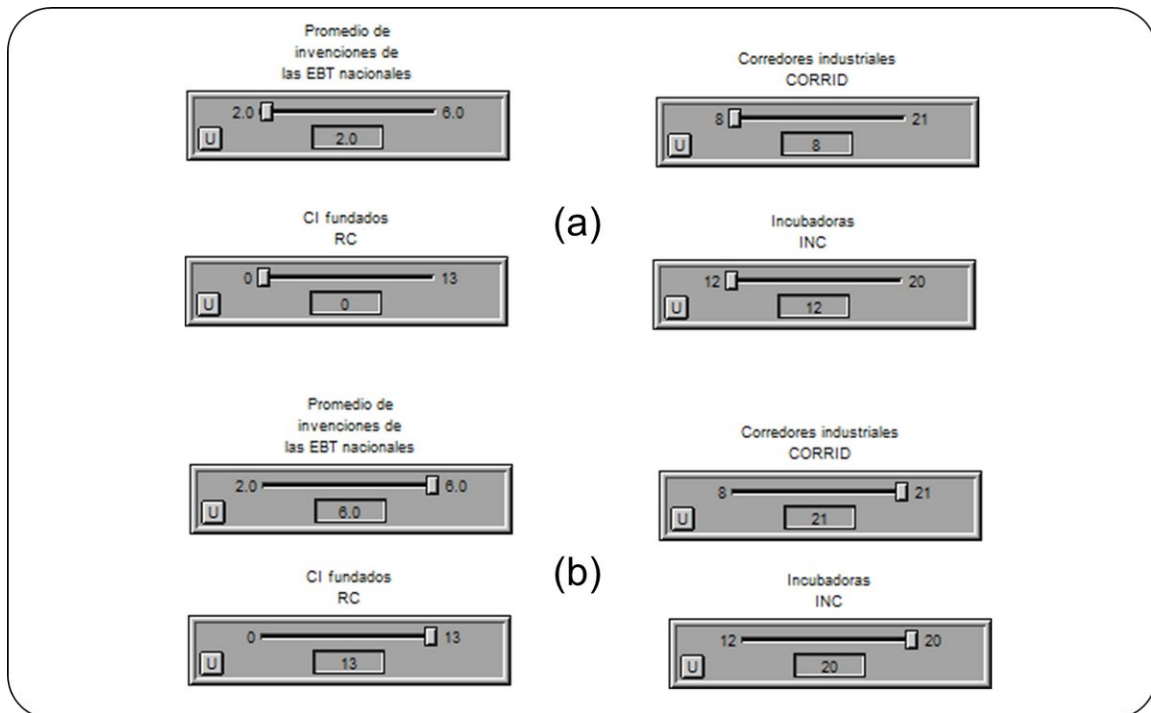 Promedio de
invenciones de
las EBT nacionales
2.0 6.0
U 2.0
Corredores industriales
CORRID
8 21
U 8
(a)
CI fundados
RC
0 13
U 0
Incubadoras
INC
12 20
U 12
Promedio de
invenciones de
las EBT nacionales
2.0 6.0
U 6.0
Corredores industriales
CORRID
8 21
U 21
(b)
CI fundados
RC
0 13
U 13
Incubadoras
INC
12 20
U 20